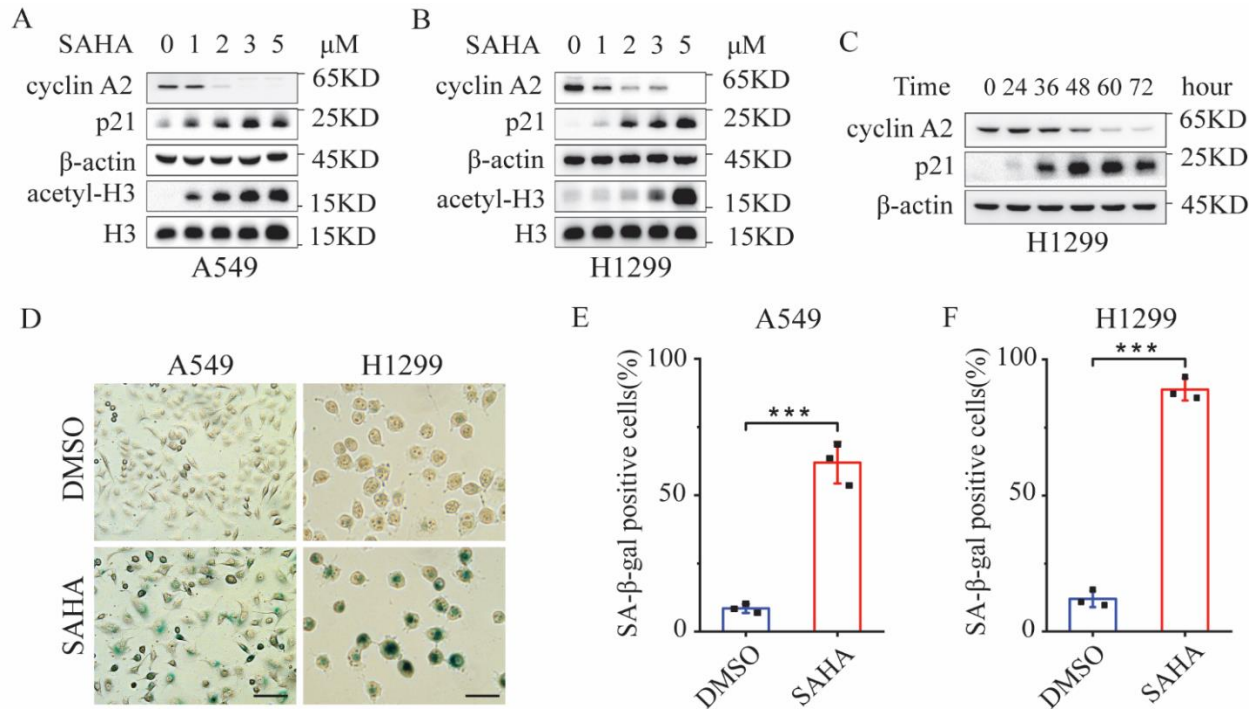 A
SAHA 0 1 2 3 5 μM
cyclin A2 65KD
p21 25KD
β-actin 45KD
acetyl-H3 15KD
H3 15KD
A549
B
SAHA 0 1 2 3 5 μM
cyclin A2 65KD
p21 25KD
β-actin 45KD
acetyl-H3 15KD
H3 15KD
H1299
C
Time 0 24 36 48 60 72 hour
cyclin A2 65KD
p21 25KD
β-actin 45KD
H1299
D
A549 H1299
DMSO
SAHA
E
A549
SA-β-gal positive cells(%)
100
50
0
***
DMSO SAHA
F
H1299
SA-β-gal positive cells(%)
100
50
0
***
DMSO SAHA